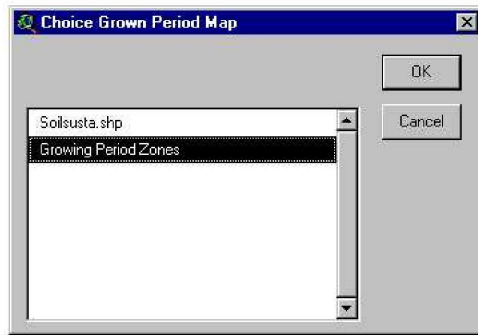 Choice Grown Period Map
OK
Soilsusta.shp
Cancel
Growing Period Zones